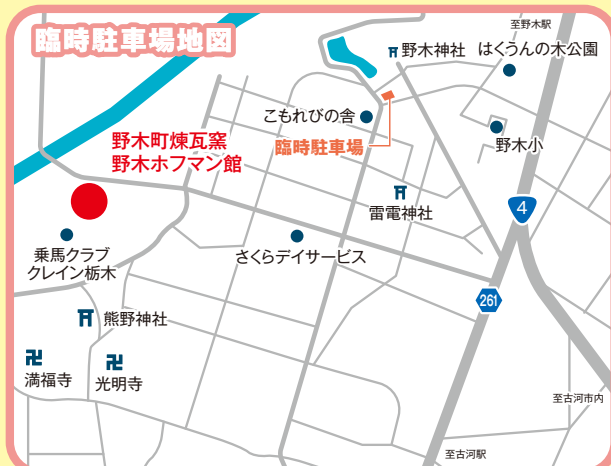 臨時駐車場地図
至野木駅
野木神社
はくうんの木公園
こもれびの舎
野木町煉瓦窯
野木ホフマン館
臨時駐車場
野木小
4
雷電神社
乗馬クラブ
クレイン栃木
さくらデイサービス
261
熊野神社
満福寺
光明寺
至古河市内
至古河駅